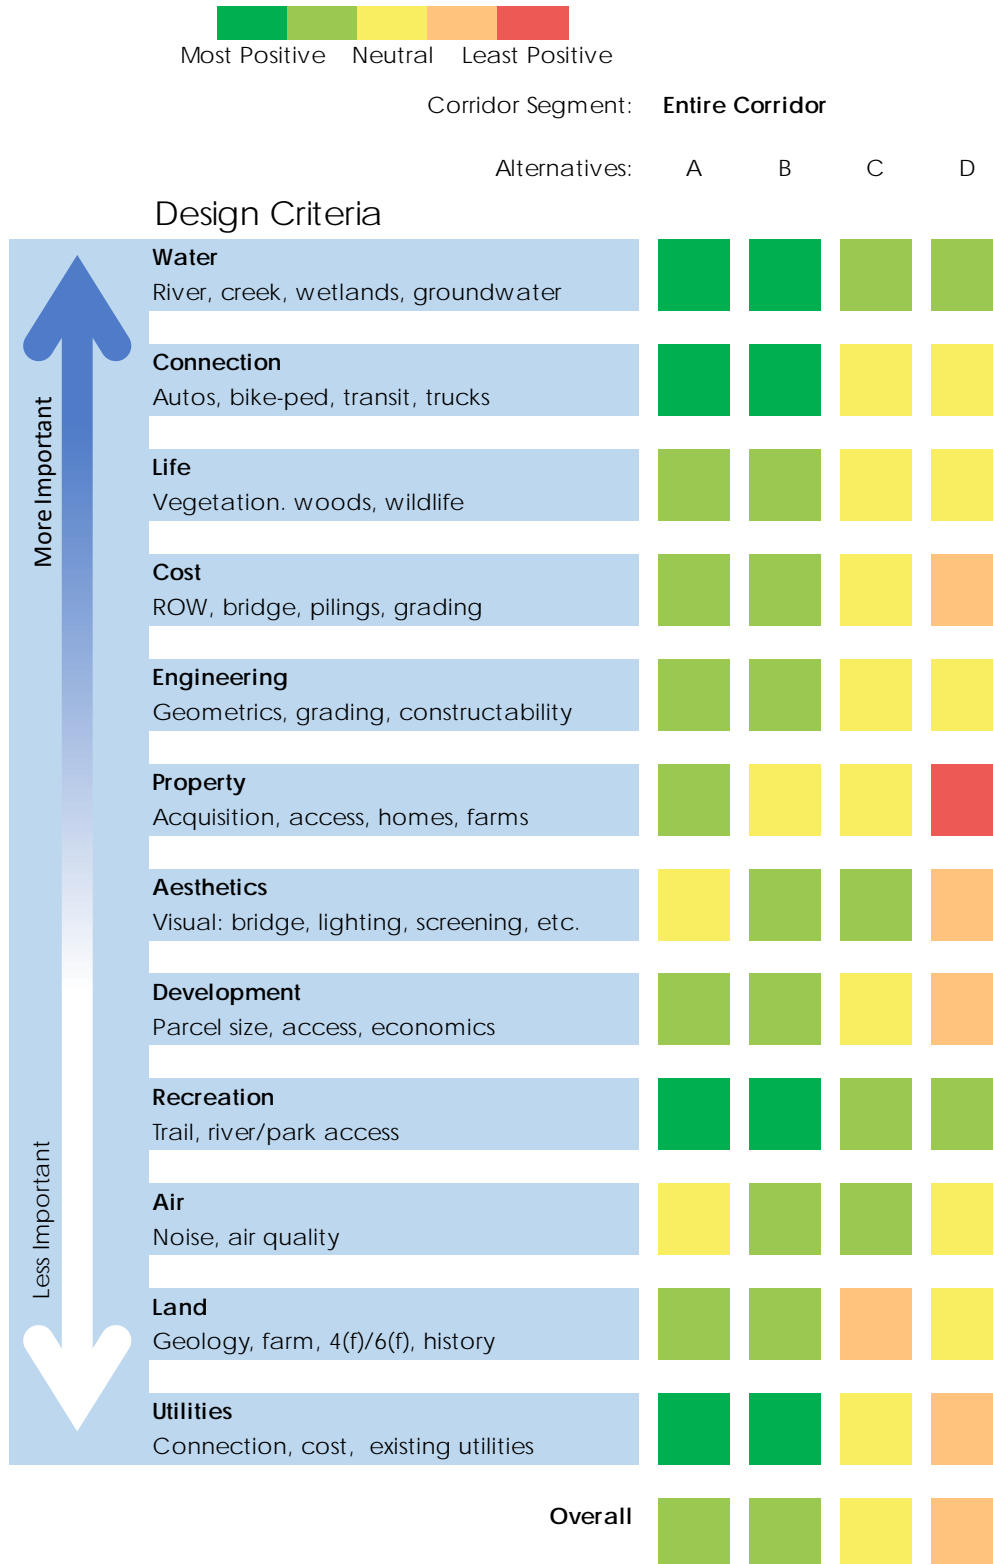 Most Positive Neutral Least Positive
Corridor Segment: Entire Corridor
Alternatives: A B C D
Design Criteria
More Important
Less Important
Water
River, creek, wetlands, groundwater
Connection
Autos, bike-ped, transit, trucks
Life
Vegetation. woods, wildlife
Cost
ROW, bridge, pilings, grading
Engineering
Geometrics, grading, constructability
Property
Acquisition, access, homes, farms
Aesthetics
Visual: bridge, lighting, screening, etc.
Development
Parcel size, access, economics
Recreation
Trail, river/park access
Air
Noise, air quality
Land
Geology, farm, 4(f)/6(f), history
Utilities
Connection, cost, existing utilities
Overall